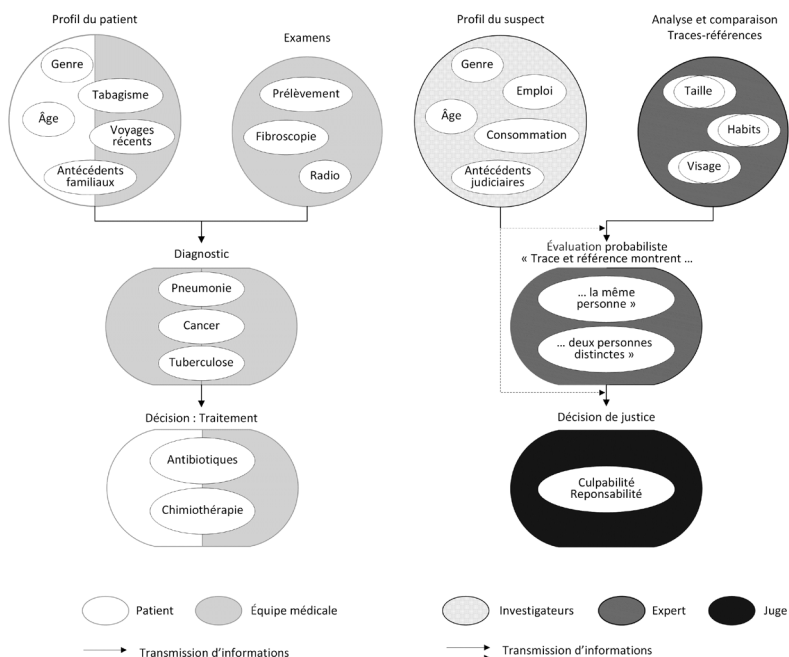 Profil du patient
Examens
Genre
Tabagisme
Âge
Voyages
récents
Antécédents
familiaux
Prélèvement
Fibroscopie
Radio
Diagnostic
Pneumonie
Cancer
Tuberculose
Décision : Traitement
Antibiotiques
Chimiothérapie
Patient
Équipe médicale
Transmission d’informations
Profil du suspect
Analyse et comparaison
Traces-références
Genre
Emploi
Âge
Consommation
Antécédents
judiciaires
Taille
Habits
Visage
Évaluation probabiliste
« Trace et référence montrent ...
... la même
personne »
... deux personnes
distinctes »
Décision de justice
Culpabilité
Reponsabilité
Investigateurs
Expert
Juge
Transmission d’informations